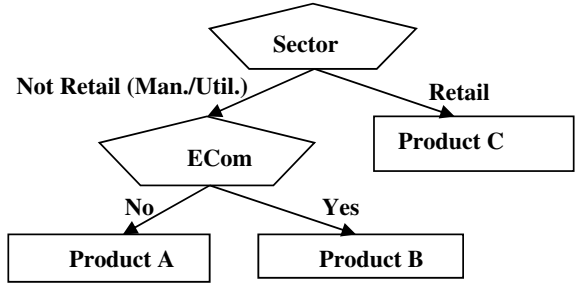 Sector
Not Retail (Man./Util.)
Retail
Product C
ECom
No
Yes
Product A
Product B